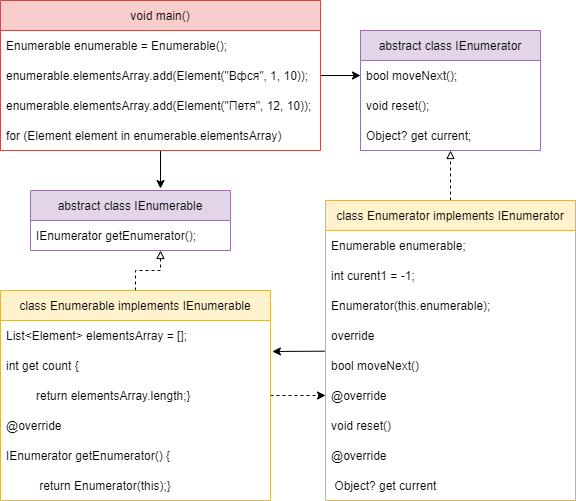 void main()
Enumerable enumerable = Enumerable();
enumerable.elementsArray.add(Element("Вфся", 1, 10));
enumerable.elementsArray.add(Element("Петя", 12, 10));
for (Element element in enumerable.elementsArray)
abstract class IEnumerator
bool moveNext();
void reset();
Object? get current;
abstract class IEnumerable
IEnumerator getEnumerator();
class Enumerator implements IEnumerator
Enumerable enumerable;
int curent1 = -1;
Enumerator(this.enumerable);
override
bool moveNext()
@override
void reset()
@override
Object? get current
class Enumerable implements IEnumerable
List<Element> elementsArray = [];
int get count {
return elementsArray.length;}
@override
IEnumerator getEnumerator() {
return Enumerator(this);}